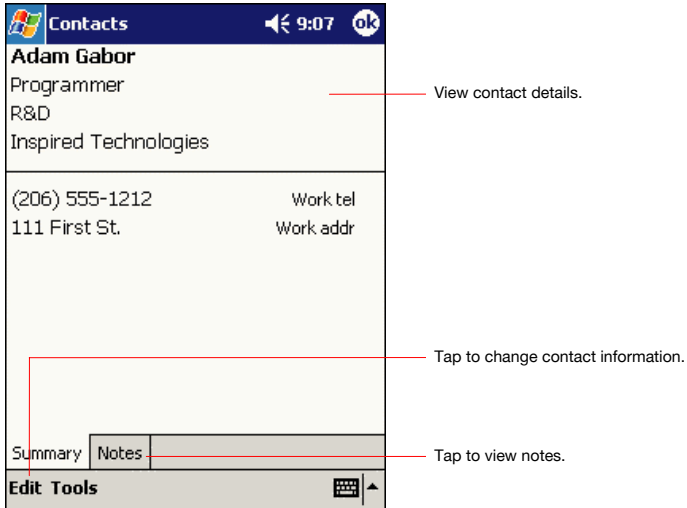 Contacts 9:07 ok
Adam Gabor
Programmer
R&D
Inspired Technologies
View contact details.
(206) 555-1212 Work tel
111 First St. Work addr
Tap to change contact information.
Summary Notes
Tap to view notes.
Edit Tools